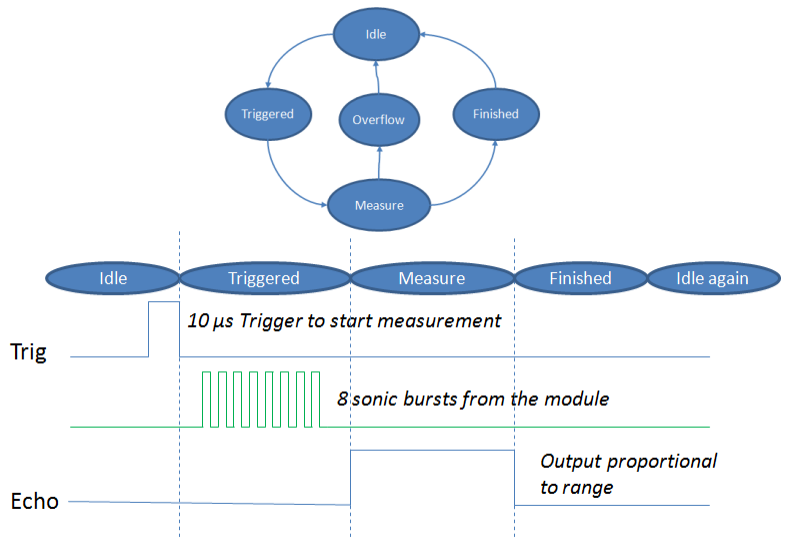 Idle
Triggered
Overflow
Finished
Measure
Idle
Triggered
Measure
Finished
Idle again
10 µs Trigger to start measurement
Trig
8 sonic bursts from the module
Output proportional
to range
Echo